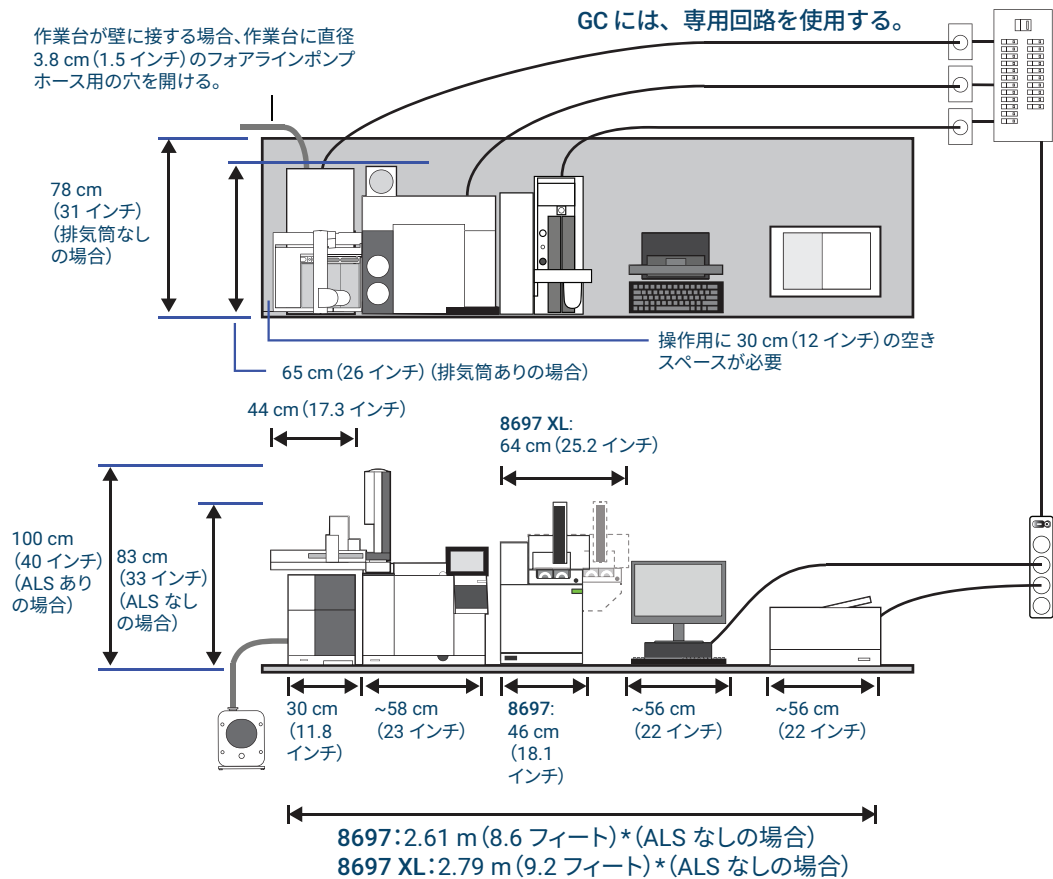 GC には、専用回路を使用する。
作業台が壁に接する場合、作業台に直径
3.8 cm（1.5 インチ）のフォアラインポンプ
ホース用の穴を開ける。
78 cm
（31 インチ）
（排気筒なし
の場合）
操作用に 30 cm（12 インチ）の空き
スペースが必要
65 cm（26 インチ）（排気筒ありの場合）
44 cm（17.3 インチ）
8697 XL:
64 cm（25.2 インチ）
100 cm
（40 インチ）
（ALS あり
の場合）
83 cm
（33 インチ）
（ALS なし
の場合）
30 cm
（11.8
インチ）
~58 cm
（23 インチ）
8697:
46 cm
（18.1
インチ）
~56 cm
（22 インチ）
~56 cm
（22 インチ）
8697：2.61 m（8.6 フィート）*（ALS なしの場合）
8697 XL：2.79 m（9.2 フィート）*（ALS なしの場合）